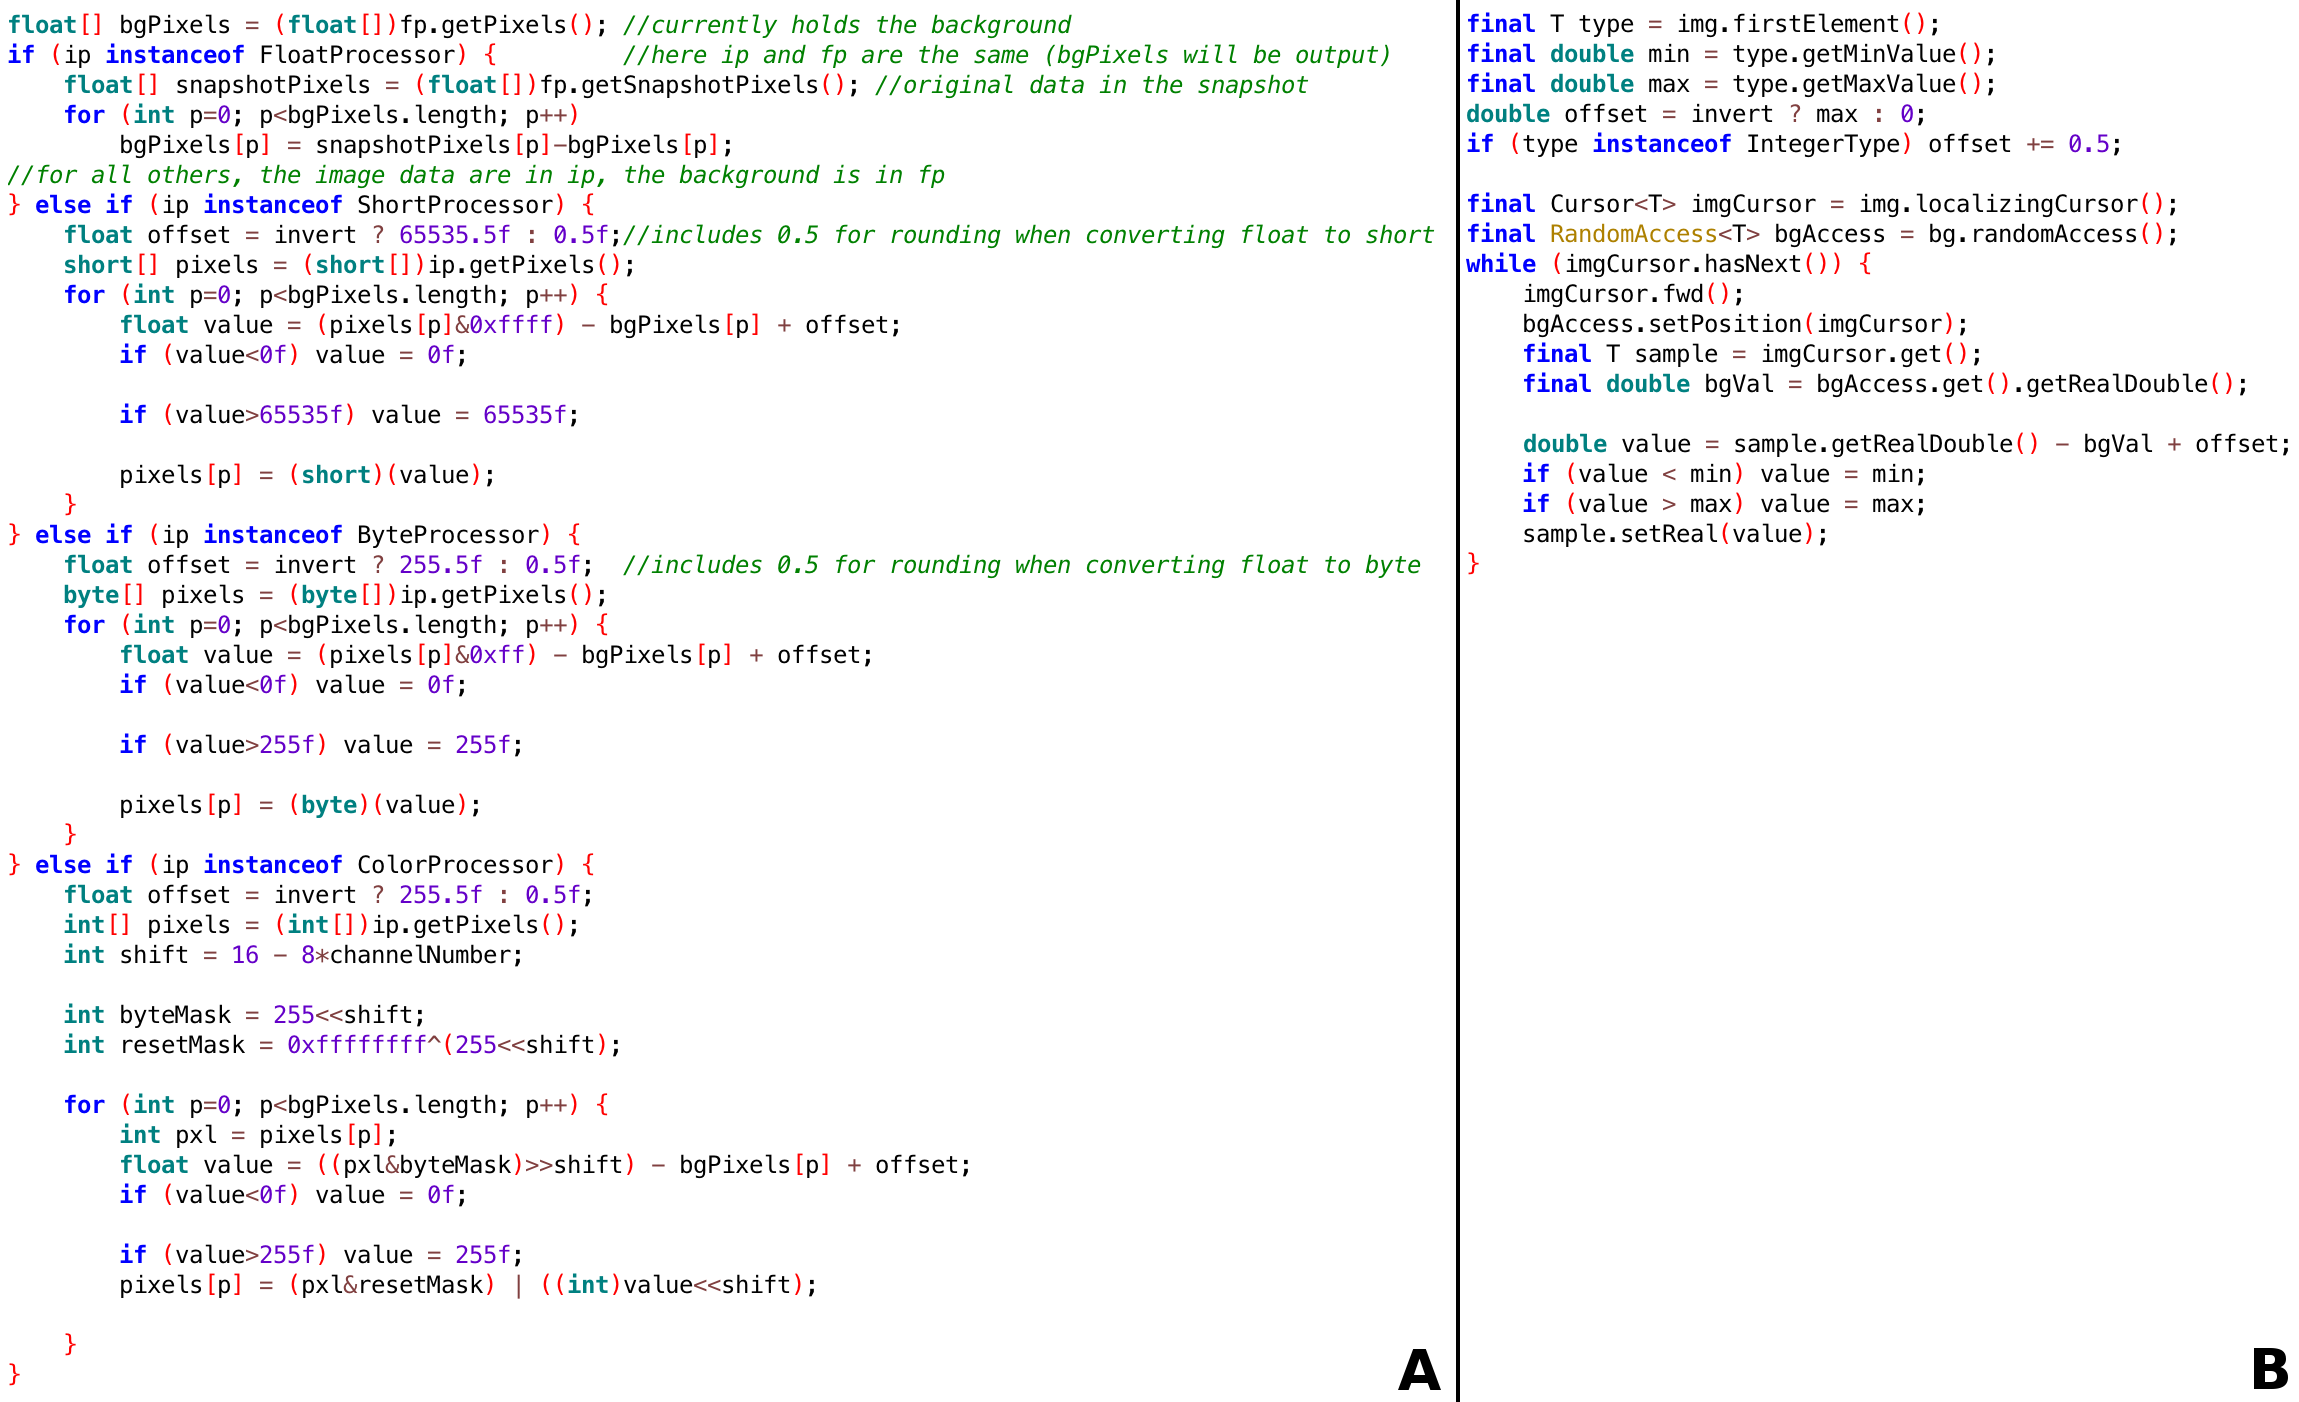 float[] bgPixels = (float[])fp.getPixels(); //currently holds the background
if (ip instanceof FloatProcessor) {         //here ip and fp are the same (bgPixels will be output)
    float[] snapshotPixels = (float[])fp.getSnapshotPixels(); //original data in the snapshot
    for (int p=0; p<bgPixels.length; p++)
        bgPixels[p] = snapshotPixels[p]-bgPixels[p];
//for all others, the image data are in ip, the background is in fp
} else if (ip instanceof ShortProcessor) {
    float offset = invert ? 65535.5f : 0.5f;//includes 0.5 for rounding when converting float to short
    short[] pixels = (short[])ip.getPixels();
    for (int p=0; p<bgPixels.length; p++) {
        float value = (pixels[p]&0xffff) - bgPixels[p] + offset;
        if (value<0f) value = 0f;
        if (value>65535f) value = 65535f;
        pixels[p] = (short)(value);
    }
} else if (ip instanceof ByteProcessor) {
    float offset = invert ? 255.5f : 0.5f;  //includes 0.5 for rounding when converting float to byte
    byte[] pixels = (byte[])ip.getPixels();
    for (int p=0; p<bgPixels.length; p++) {
        float value = (pixels[p]&0xff) - bgPixels[p] + offset;
        if (value<0f) value = 0f;
        if (value>255f) value = 255f;
        pixels[p] = (byte)(value);
    }
} else if (ip instanceof ColorProcessor) {
    float offset = invert ? 255.5f : 0.5f;
    int[] pixels = (int[])ip.getPixels();
    int shift = 16 - 8*channelNumber;
    int byteMask = 255<<shift;
    int resetMask = 0xffffffff^(255<<shift);
    for (int p=0; p<bgPixels.length; p++) {
        int pxl = pixels[p];
        float value = ((pxl&byteMask)>>shift) - bgPixels[p] + offset;
        if (value<0f) value = 0f;
        if (value>255f) value = 255f;
        pixels[p] = (pxl&resetMask) | ((int)value<<shift);
    }
}
A
final T type = img.firstElement();
final double min = type.getMinValue();
final double max = type.getMaxValue();
double offset = invert ? max : 0;
if (type instanceof IntegerType) offset += 0.5;
final Cursor<T> imgCursor = img.localizingCursor();
final RandomAccess<T> bgAccess = bg.randomAccess();
while (imgCursor.hasNext()) {
    imgCursor.fwd();
    bgAccess.setPosition(imgCursor);
    final T sample = imgCursor.get();
    final double bgVal = bgAccess.get().getRealDouble();
    double value = sample.getRealDouble() - bgVal + offset;
    if (value < min) value = min;
    if (value > max) value = max;
    sample.setReal(value);
}
B